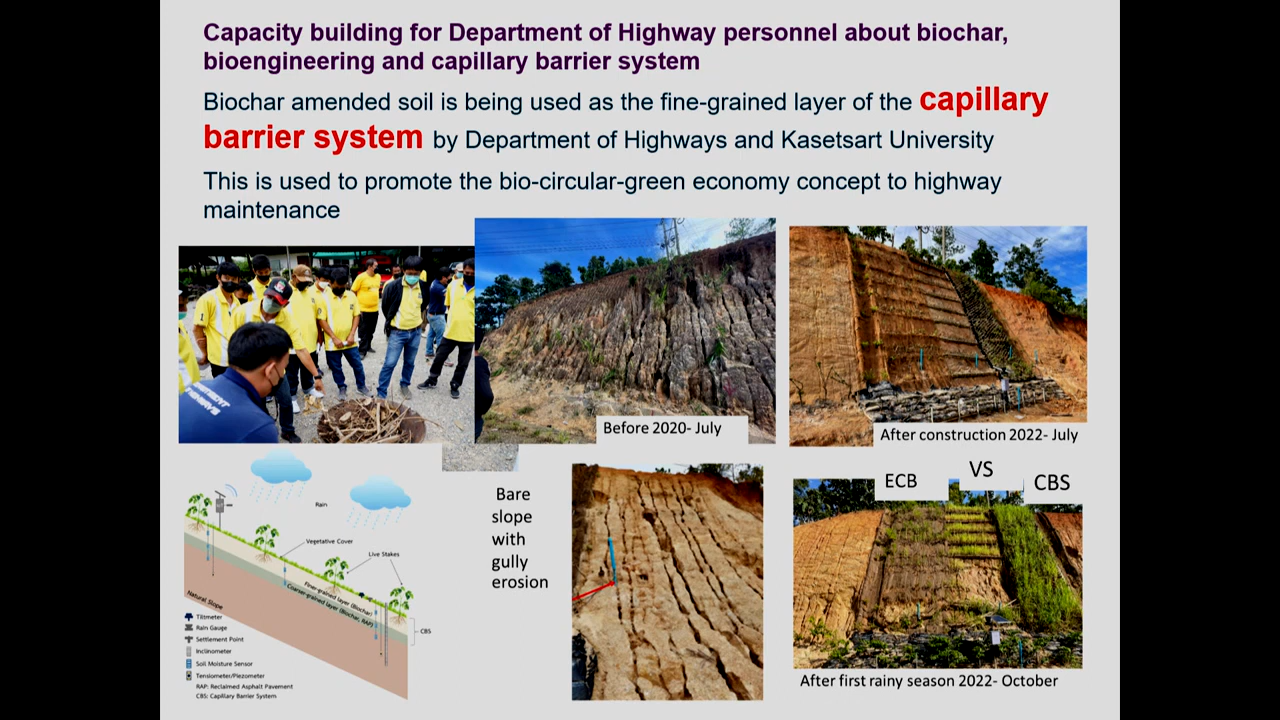 Capacity building for Department of Highway personnel about biochar,
bioengineering and capillary barrier system
Biochar amended soil is being used as the fine-grained layer of the capillary
barrier system by Department of Highways and Kasetsart University
This is used to promote the bio-circular-green economy concept to highway
maintenance
Before 2020- July
After construction 2022- July
Rain
Vegetative Cover
Live Stakes
Finer-grained layer (Biochar)
Coarser-grained layer (Biochar, RAP)
Natural Slope
CBS
Tiltmeter
Rain Gauge
Settlement Point
Inclinometer
Soil Moisture Sensor
Tensiometer/Piezometer
RAP: Reclaimed Asphalt Pavement
CBS: Capillary Barrier System
Bare
slope
with
gully
erosion
ECB
VS
CBS
After first rainy season 2022- October